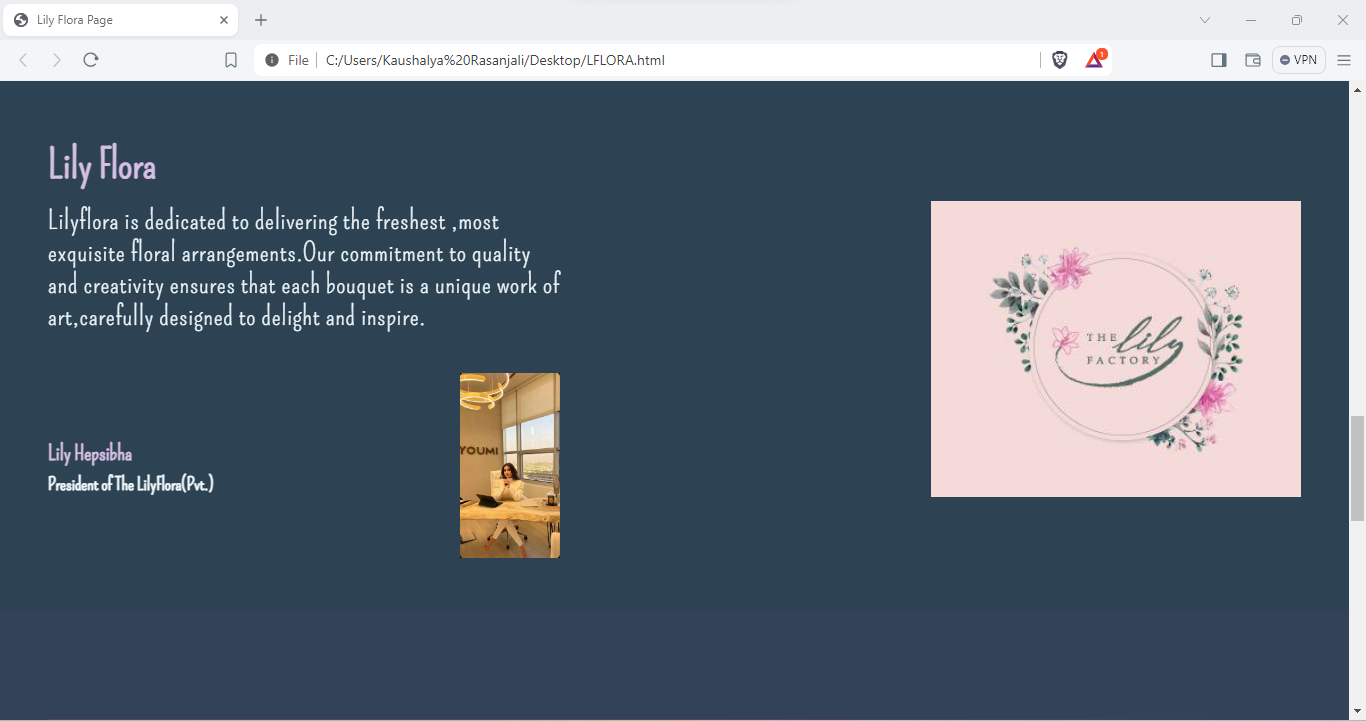 Lily Flora Page
File
C:/Users/Kaushalya%20Rasanjali/Desktop/LFLORA.html
1
VPN
Lily Flora
Lilyflora is dedicated to delivering the freshest ,most
exquisite floral arrangements.Our commitment to quality
and creativity ensures that each bouquet is a unique work of
art,carefully designed to delight and inspire.
THE lily
FACTORY
YOUMI
Lily Hepsibha
President of The LilyFlora(Pvt.)